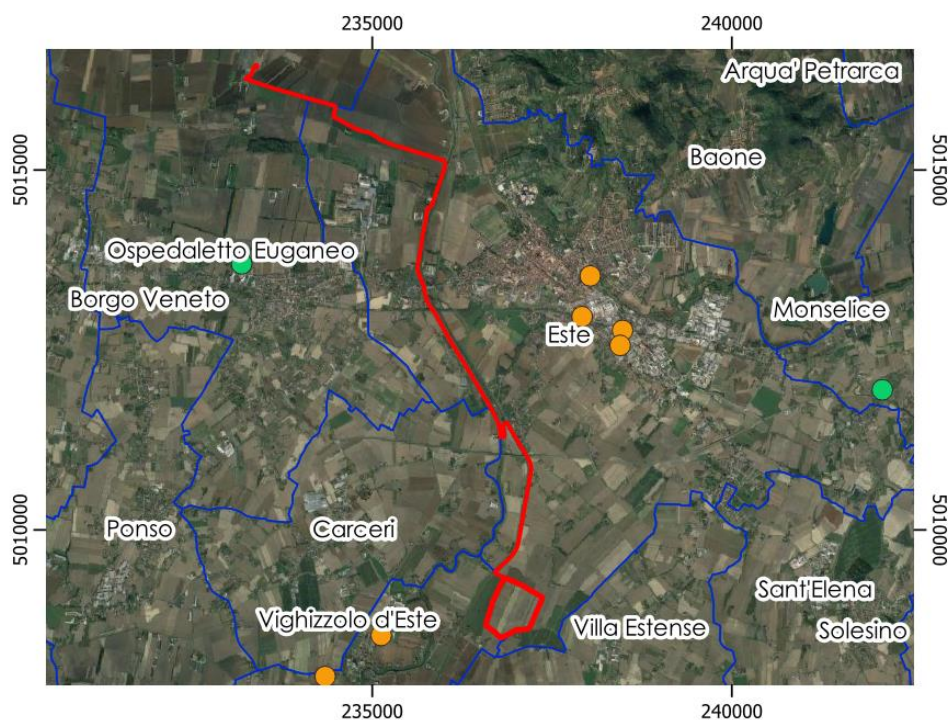 235000
240000
Arqua' Petrarca
Baone
5015000
5015000
Ospedaletto Euganeo
Borgo Veneto
Monselice
Este
5010000
5010000
Ponso
Carceri
Sant'Elena
Vighizzolo d'Este
Villa Estense
Solesino
235000
240000